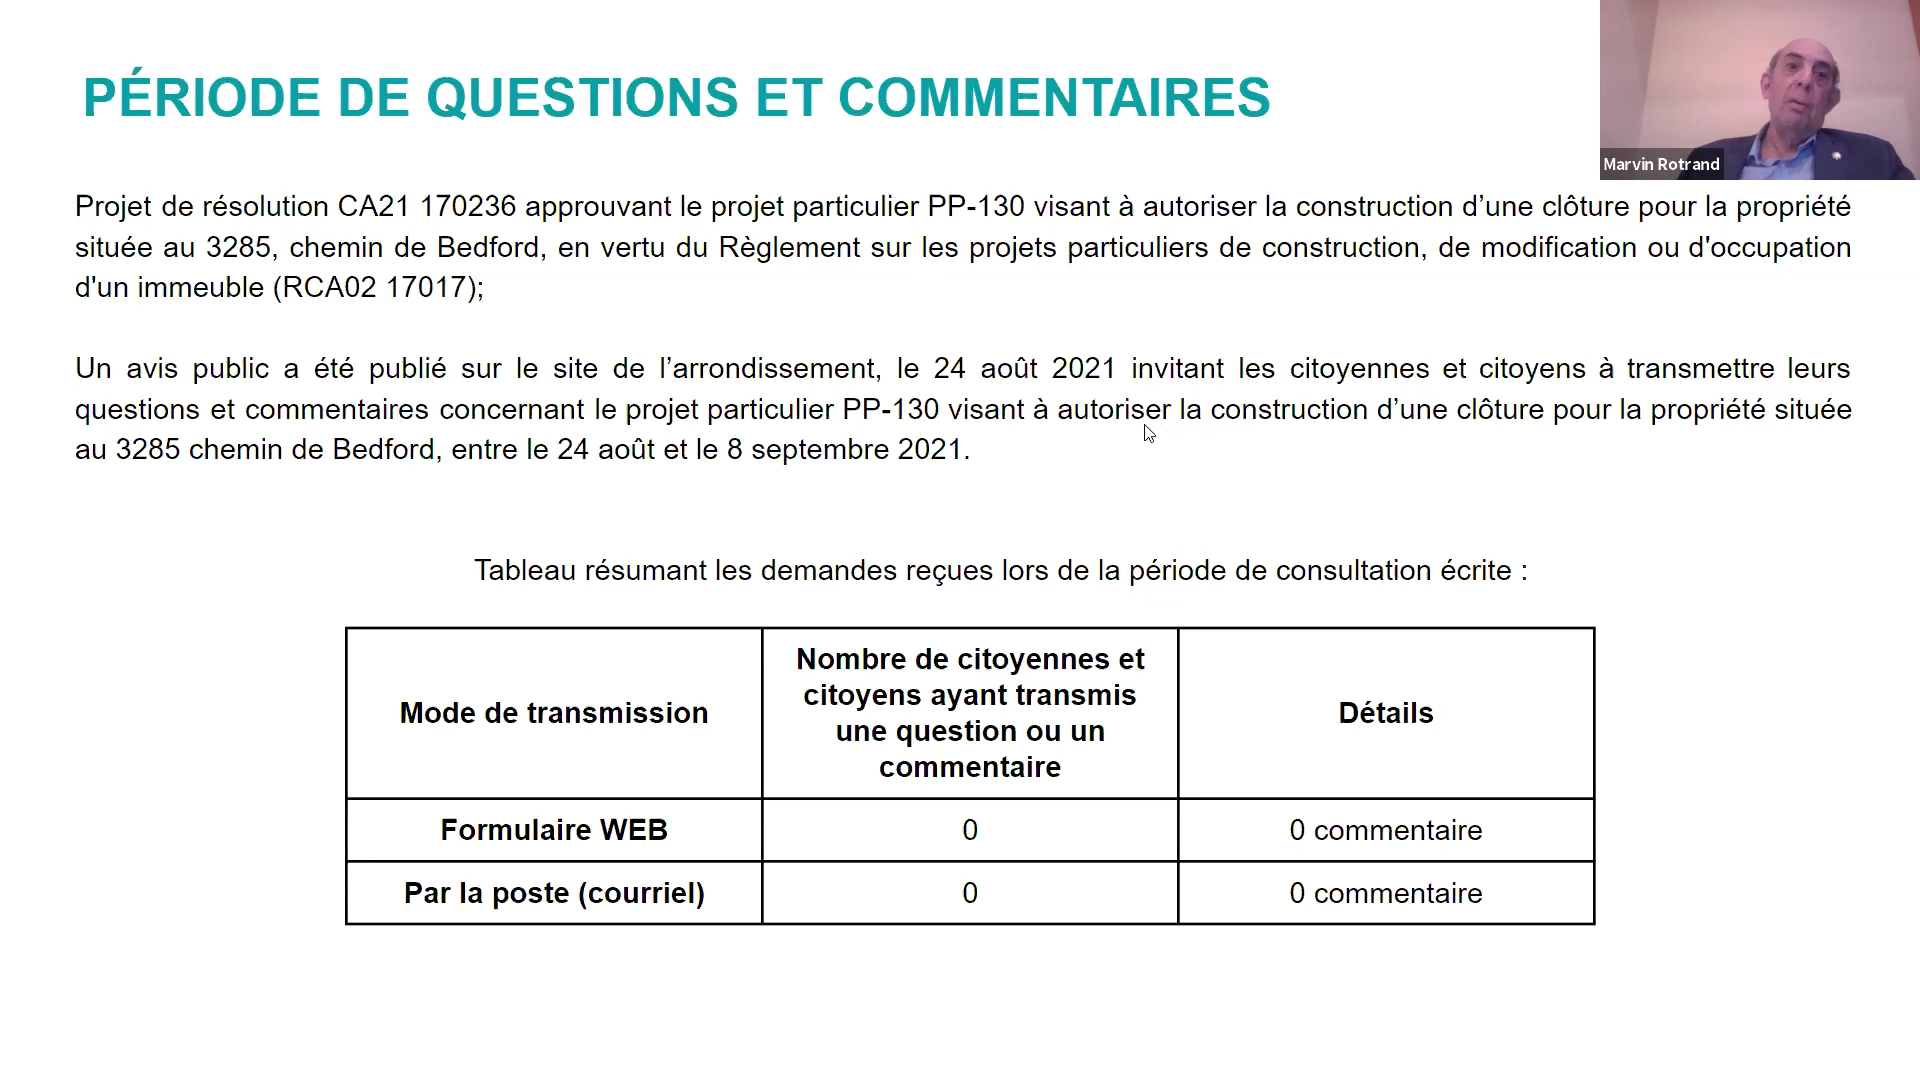 PÉRIODE DE QUESTIONS ET COMMENTAIRES
Marvin Rotrand
Projet de résolution CA21 170236 approuvant le projet particulier PP-130 visant à autoriser la construction d’une clôture pour la propriété
située au 3285, chemin de Bedford, en vertu du Règlement sur les projets particuliers de construction, de modification ou d'occupation
d'un immeuble (RCA02 17017);
Un avis public a été publié sur le site de l’arrondissement, le 24 août 2021 invitant les citoyennes et citoyens à transmettre leurs
questions et commentaires concernant le projet particulier PP-130 visant à autoriser la construction d’une clôture pour la propriété située
au 3285 chemin de Bedford, entre le 24 août et le 8 septembre 2021.
Tableau résumant les demandes reçues lors de la période de consultation écrite :
Mode de transmission
Nombre de citoyennes et
citoyens ayant transmis
une question ou un
commentaire
Détails
Formulaire WEB
0
0 commentaire
Par la poste (courriel)
0
0 commentaire